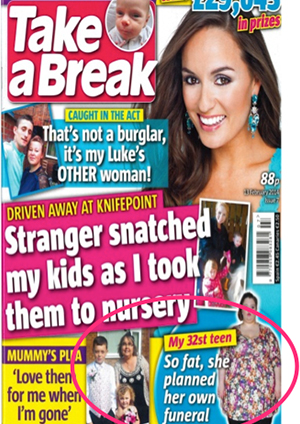 £25,645
in prizes
Take
a Break
CAUGHT IN THE ACT
That's not a burglar,
it's my Luke's
OTHER woman!
88p
DRIVEN AWAY AT KNIFEPOINT
Stranger snatched
my kids as I took
them to nursery
MUMMY'S PLEA
'Love them
for me when
I'm gone'
My 32st teen
So fat, she
planned
her own
funeral